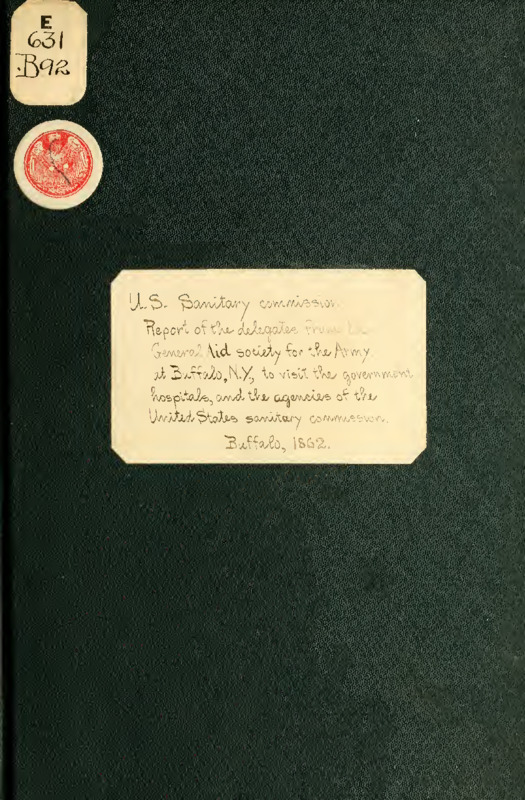 E
631
.B92
U.S. Sanitary commission.
Report of the delegates from the
General Aid society for the Army
at Buffalo, N.Y., to visit the government
hospitals, and the agencies of the
United States sanitary commission.
Buffalo, 1862.